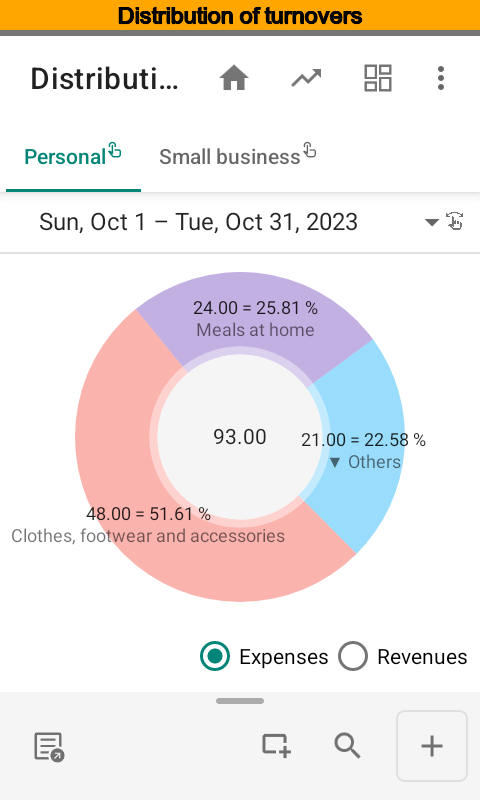 Distribution of turnovers
Distributi...
Personal
Small business
Sun, Oct 1 – Tue, Oct 31, 2023
24.00 = 25.81 %
Meals at home
93.00
21.00 = 22.58 %
▼ Others
48.00 = 51.61 %
Clothes, footwear and accessories
Expenses
Revenues